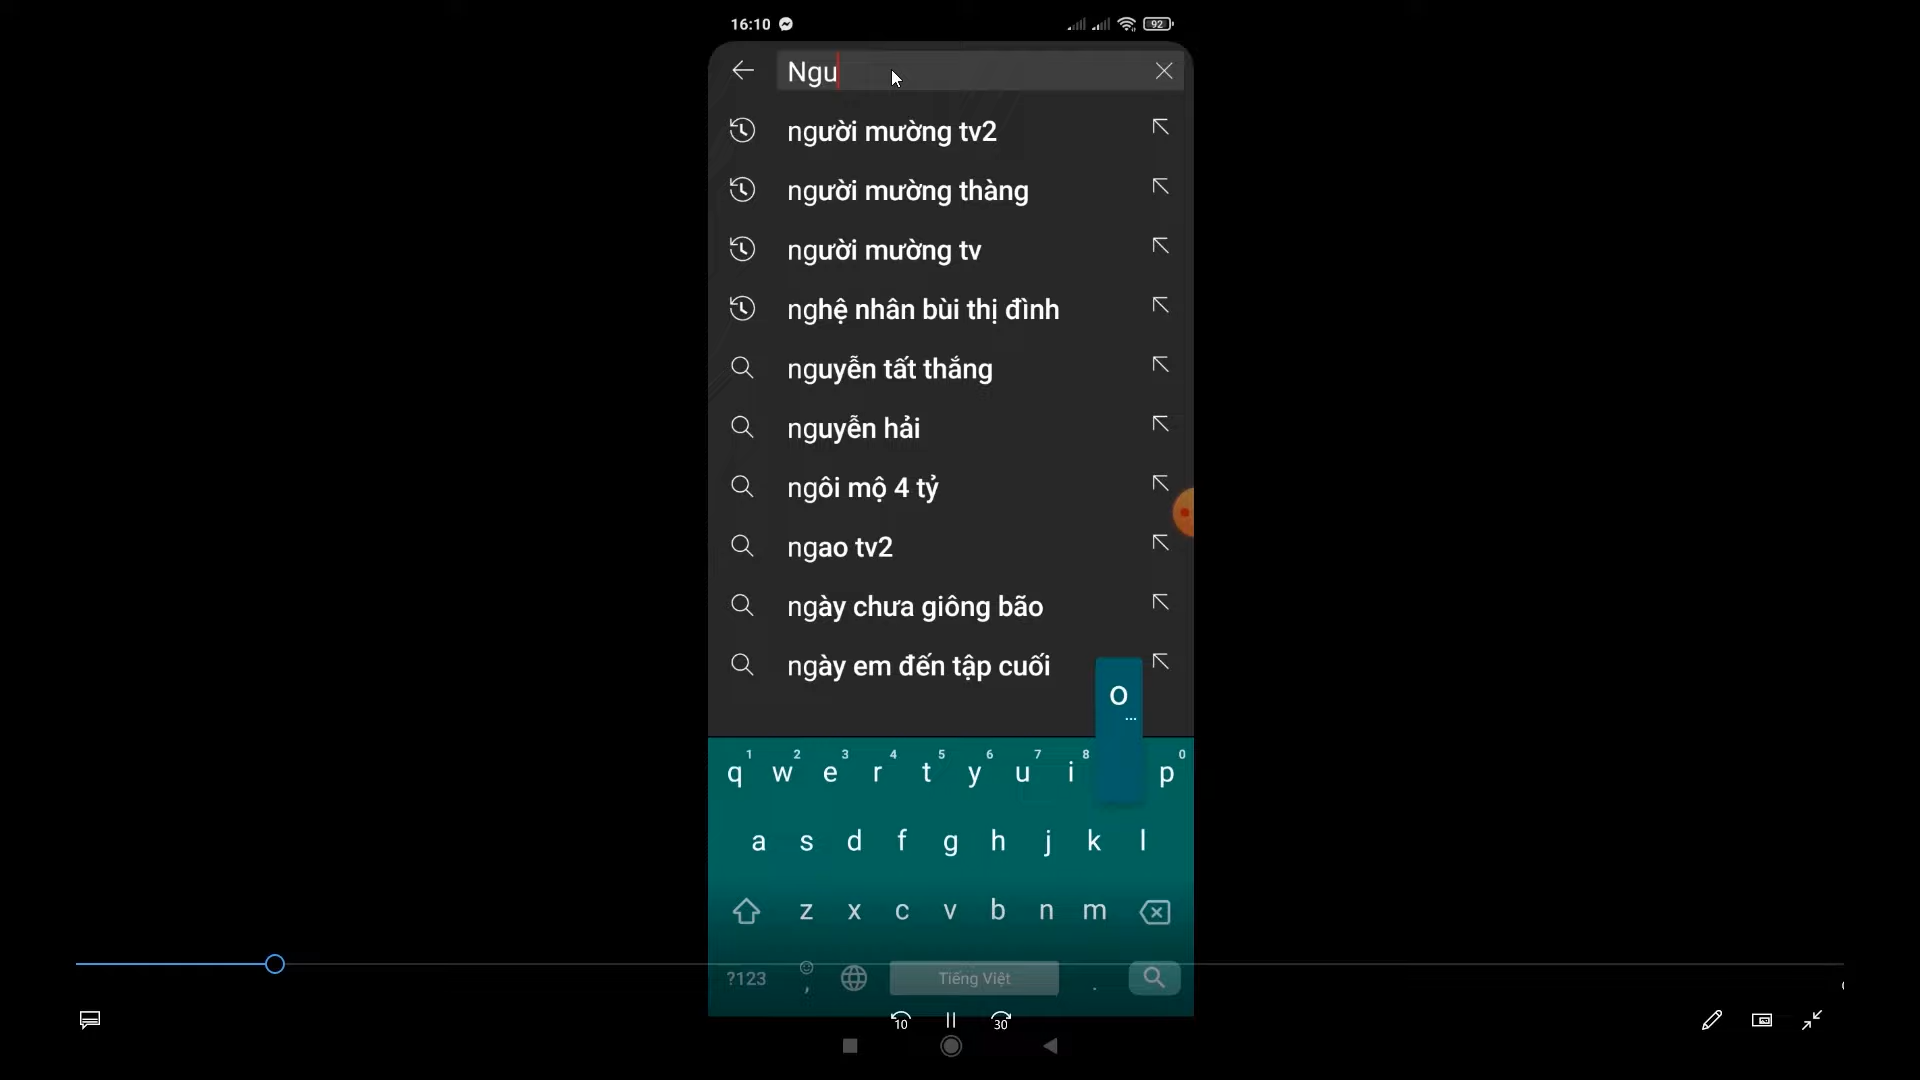 16:10
92
Ngu
người mường tv2
người mường thàng
người mường tv
nghệ nhân bùi thị đình
nguyễn tất thắng
nguyễn hải
ngôi mộ 4 tỷ
ngao tv2
ngày chưa giông bão
ngày em đến tập cuối
o
...
1 2 3 4 5 6 7 8 0
q w e r t y u i p
a s d f g h j k l
z x c v b n m
?123 , Tiếng Việt .
10 30